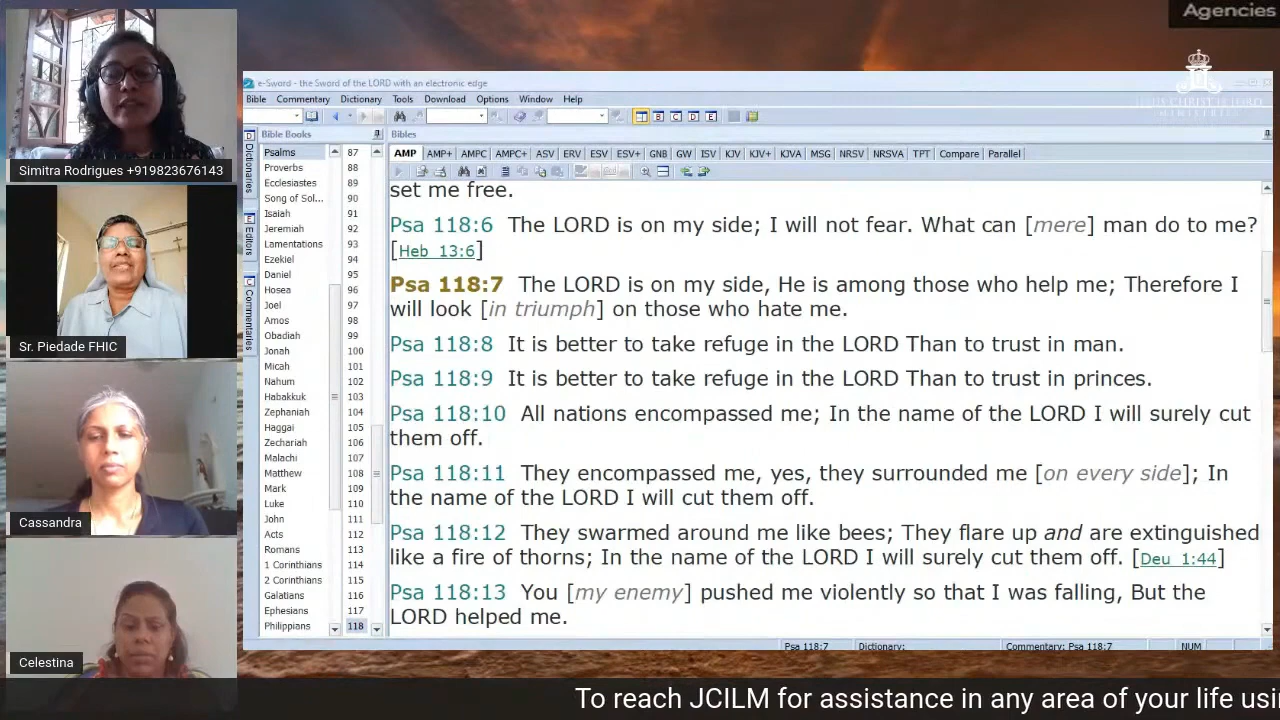 Agencies
JESUS CHRIST IS LORD
MINISTRIES
Simitra Rodrigues +919823676143
Sr. Piedade FHIC
Cassandra
Celestina
e-Sword - the Sword of the LORD with an electronic edge
Bible Commentary Dictionary Tools Download Options Window Help
B C D E
Dictionaries
Editors
Commentaries
Bible Books
Psalms 87
Proverbs 88
Ecclesiastes 89
Song of Sol... 90
Isaiah 91
Jeremiah 92
Lamentations 93
Ezekiel 94
Daniel 95
Hosea 96
Joel 97
Amos 98
Obadiah 99
Jonah 100
Micah 101
Nahum 102
Habakkuk 103
Zephaniah 104
Haggai 105
Zechariah 106
Malachi 107
Matthew 108
Mark 109
Luke 110
John 111
Acts 112
Romans 113
1 Corinthians 114
2 Corinthians 115
Galatians 116
Ephesians 117
Philippians 118
Bibles
AMP AMP+ AMPC AMPC+ ASV ERV ESV ESV+ GNB GW ISV KJV KJV+ KJVA MSG NRSV NRSVA TPT Compare Parallel
set me free.
Psa 118:6 The LORD is on my side; I will not fear. What can [mere] man do to me?
[Heb 13:6]
Psa 118:7 The LORD is on my side, He is among those who help me; Therefore I
will look [in triumph] on those who hate me.
Psa 118:8 It is better to take refuge in the LORD Than to trust in man.
Psa 118:9 It is better to take refuge in the LORD Than to trust in princes.
Psa 118:10 All nations encompassed me; In the name of the LORD I will surely cut
them off.
Psa 118:11 They encompassed me, yes, they surrounded me [on every side]; In
the name of the LORD I will cut them off.
Psa 118:12 They swarmed around me like bees; They flare up and are extinguished
like a fire of thorns; In the name of the LORD I will surely cut them off. [Deu 1:44]
Psa 118:13 You [my enemy] pushed me violently so that I was falling, But the
LORD helped me.
Psa 118:7 Dictionary: Commentary: Psa 118:7 NUM
To reach JCILM for assistance in any area of your life usi